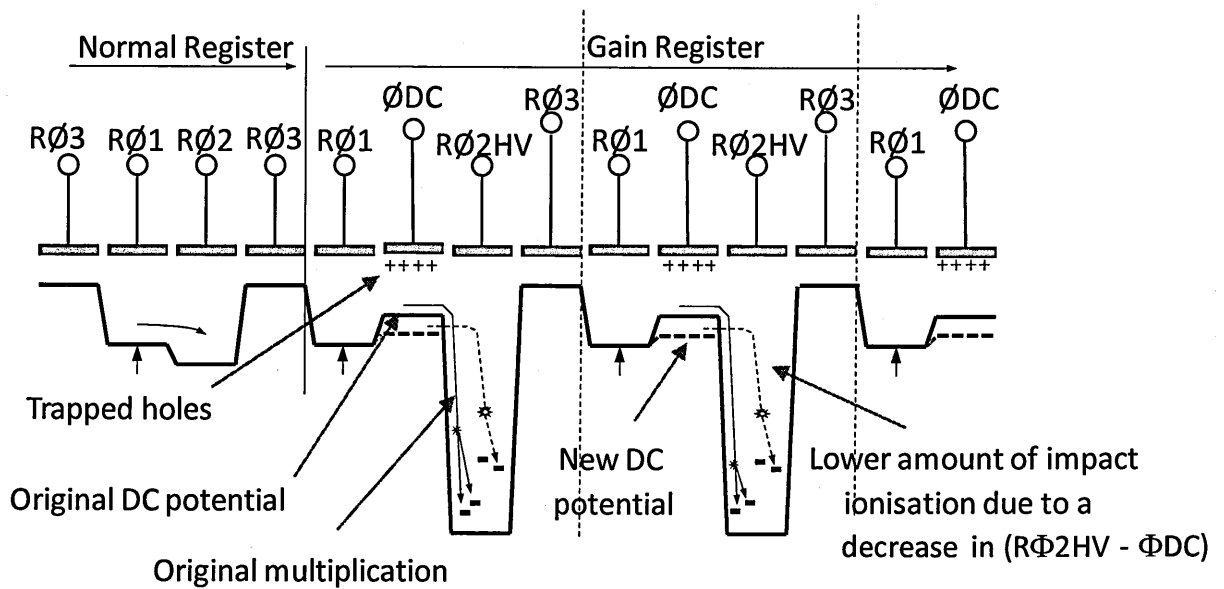 Normal Register
Gain Register
RØ3 RØ1 RØ2 RØ3 RØ1 ØDC RØ2HV RØ3 RØ1 ØDC RØ2HV RØ3 RØ1 ØDC
++++ ++++ ++++
Trapped holes
Original DC potential
Original multiplication
New DC
potential
Lower amount of impact
ionisation due to a
decrease in (RΦ2HV - ΦDC)